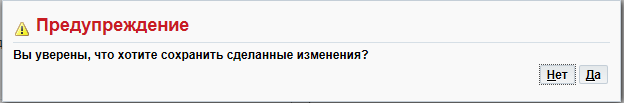 Предупреждение
Вы уверены, что хотите сохранить сделанные изменения?
Нет Да